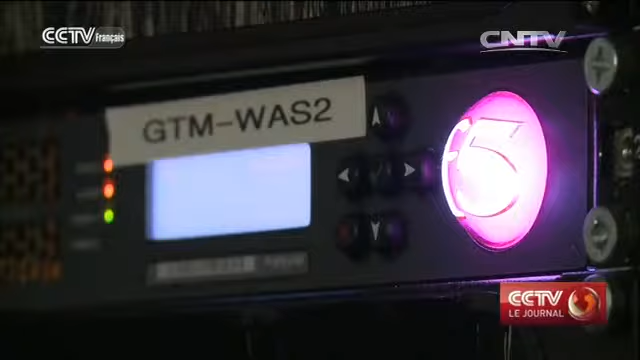 CCTV Français
CNTV
GTM-WAS2
CCTV
LE JOURNAL